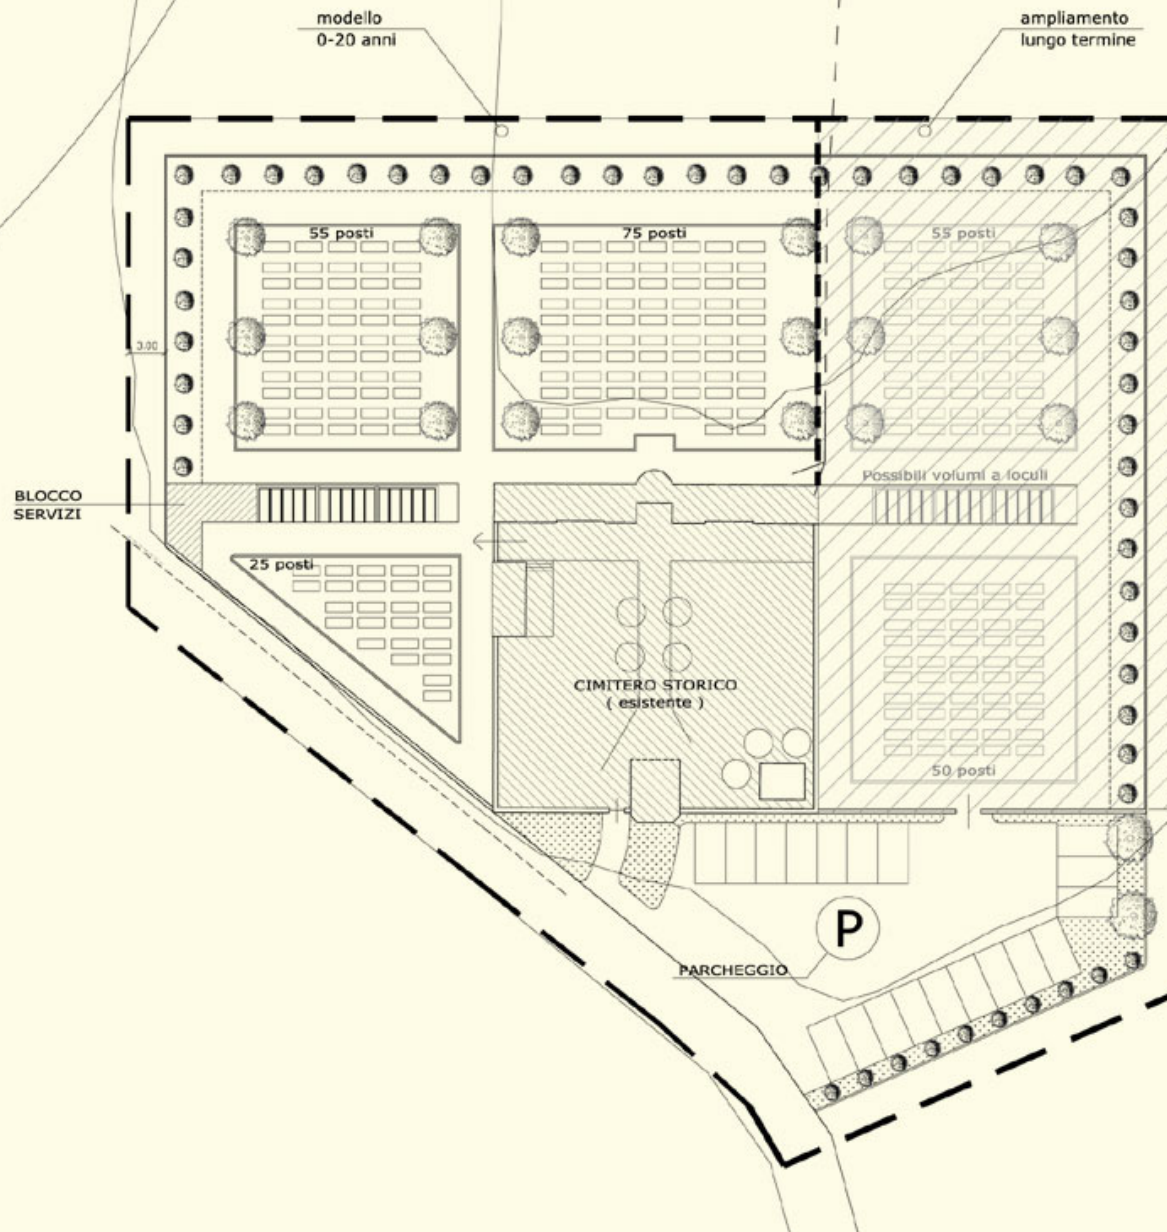 modello
0-20 anni
ampliamento
lungo termine
55 posti
75 posti
55 posti
3.00
Possibili volumi a loculi
BLOCCO
SERVIZI
25 posti
CIMITERO STORICO
( esistente )
50 posti
P
PARCHEGGIO